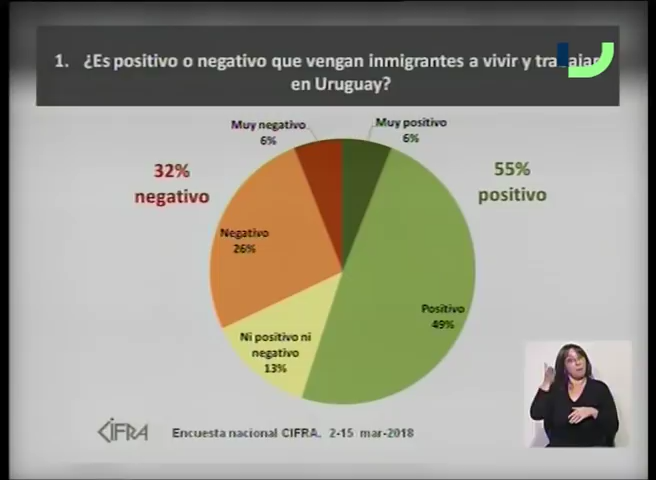 1. ¿Es positivo o negativo que vengan inmigrantes a vivir y trabajar
en Uruguay?
Muy negativo
6%
Muy positivo
6%
32%
negativo
55%
positivo
Negativo
26%
Positivo
49%
Ni positivo ni
negativo
13%
CIFRA
Encuesta nacional CIFRA. 2-15 mar-2018